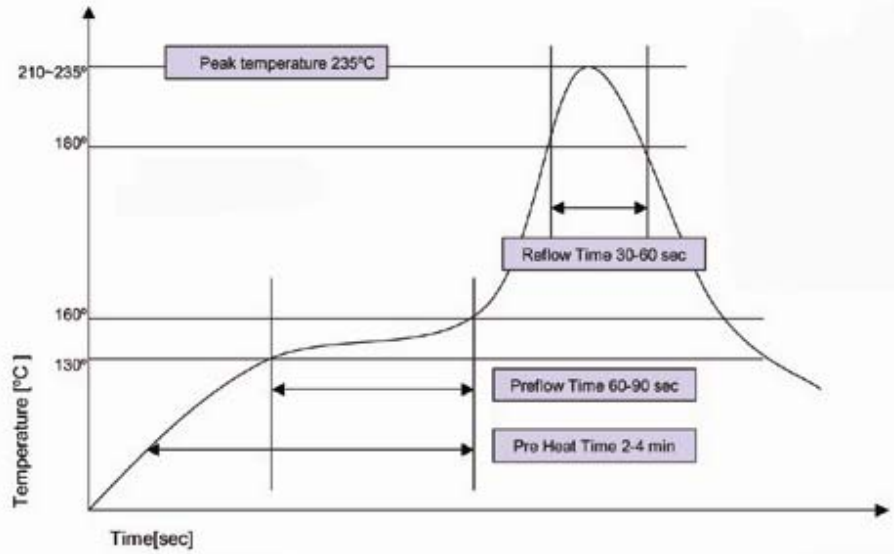 Peak temperature 235ºC
210~235º
180º
Reflow Time 30-60 sec
160º
130º
Preflow Time 60-90 sec
Pre Heat Time 2-4 min
Temperature [ºC]
Time[sec]